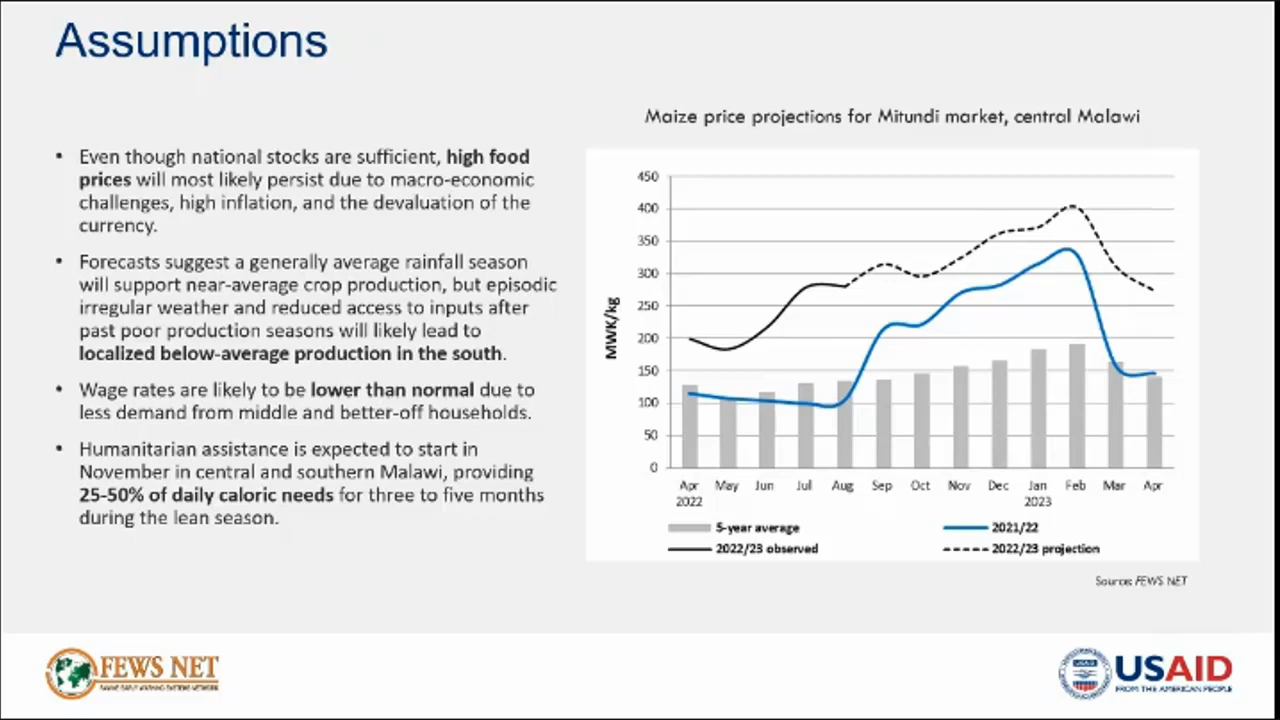 Assumptions
• Even though national stocks are sufficient, high food
prices will most likely persist due to macro-economic
challenges, high inflation, and the devaluation of the
currency.
• Forecasts suggest a generally average rainfall season
will support near-average crop production, but episodic
irregular weather and reduced access to inputs after
past poor production seasons will likely lead to
localized below-average production in the south.
• Wage rates are likely to be lower than normal due to
less demand from middle and better-off households.
• Humanitarian assistance is expected to start in
November in central and southern Malawi, providing
25-50% of daily caloric needs for three to five months
during the lean season.
Maize price projections for Mitundi market, central Malawi
MWK/kg
450
400
350
300
250
200
150
100
50
0
Apr May Jun Jul Aug Sep Oct Nov Dec Jan Feb Mar Apr
2022 2023
5-year average 2021/22
2022/23 observed 2022/23 projection
Source: FEWS NET
FEWS NET
FAMINE EARLY WARNING SYSTEMS NETWORK
USAID
USAID
FROM THE AMERICAN PEOPLE